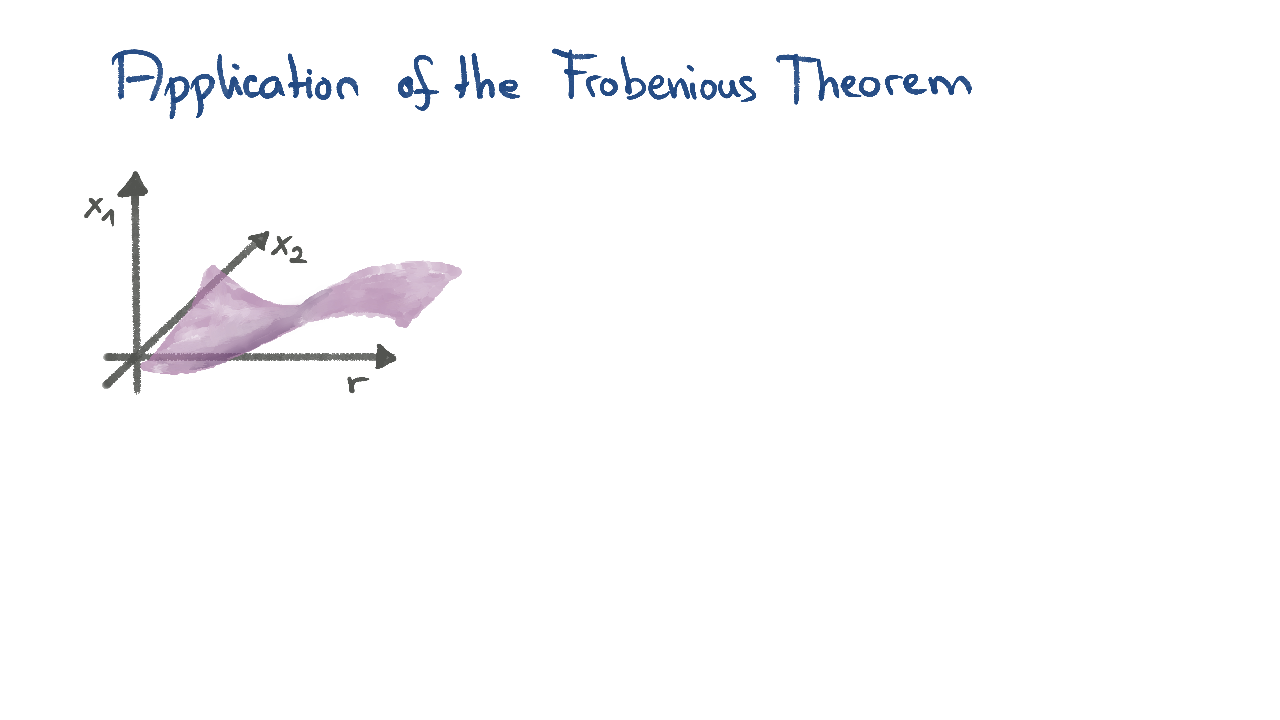 Application of the Frobenious Theorem
x₁
x₂
r